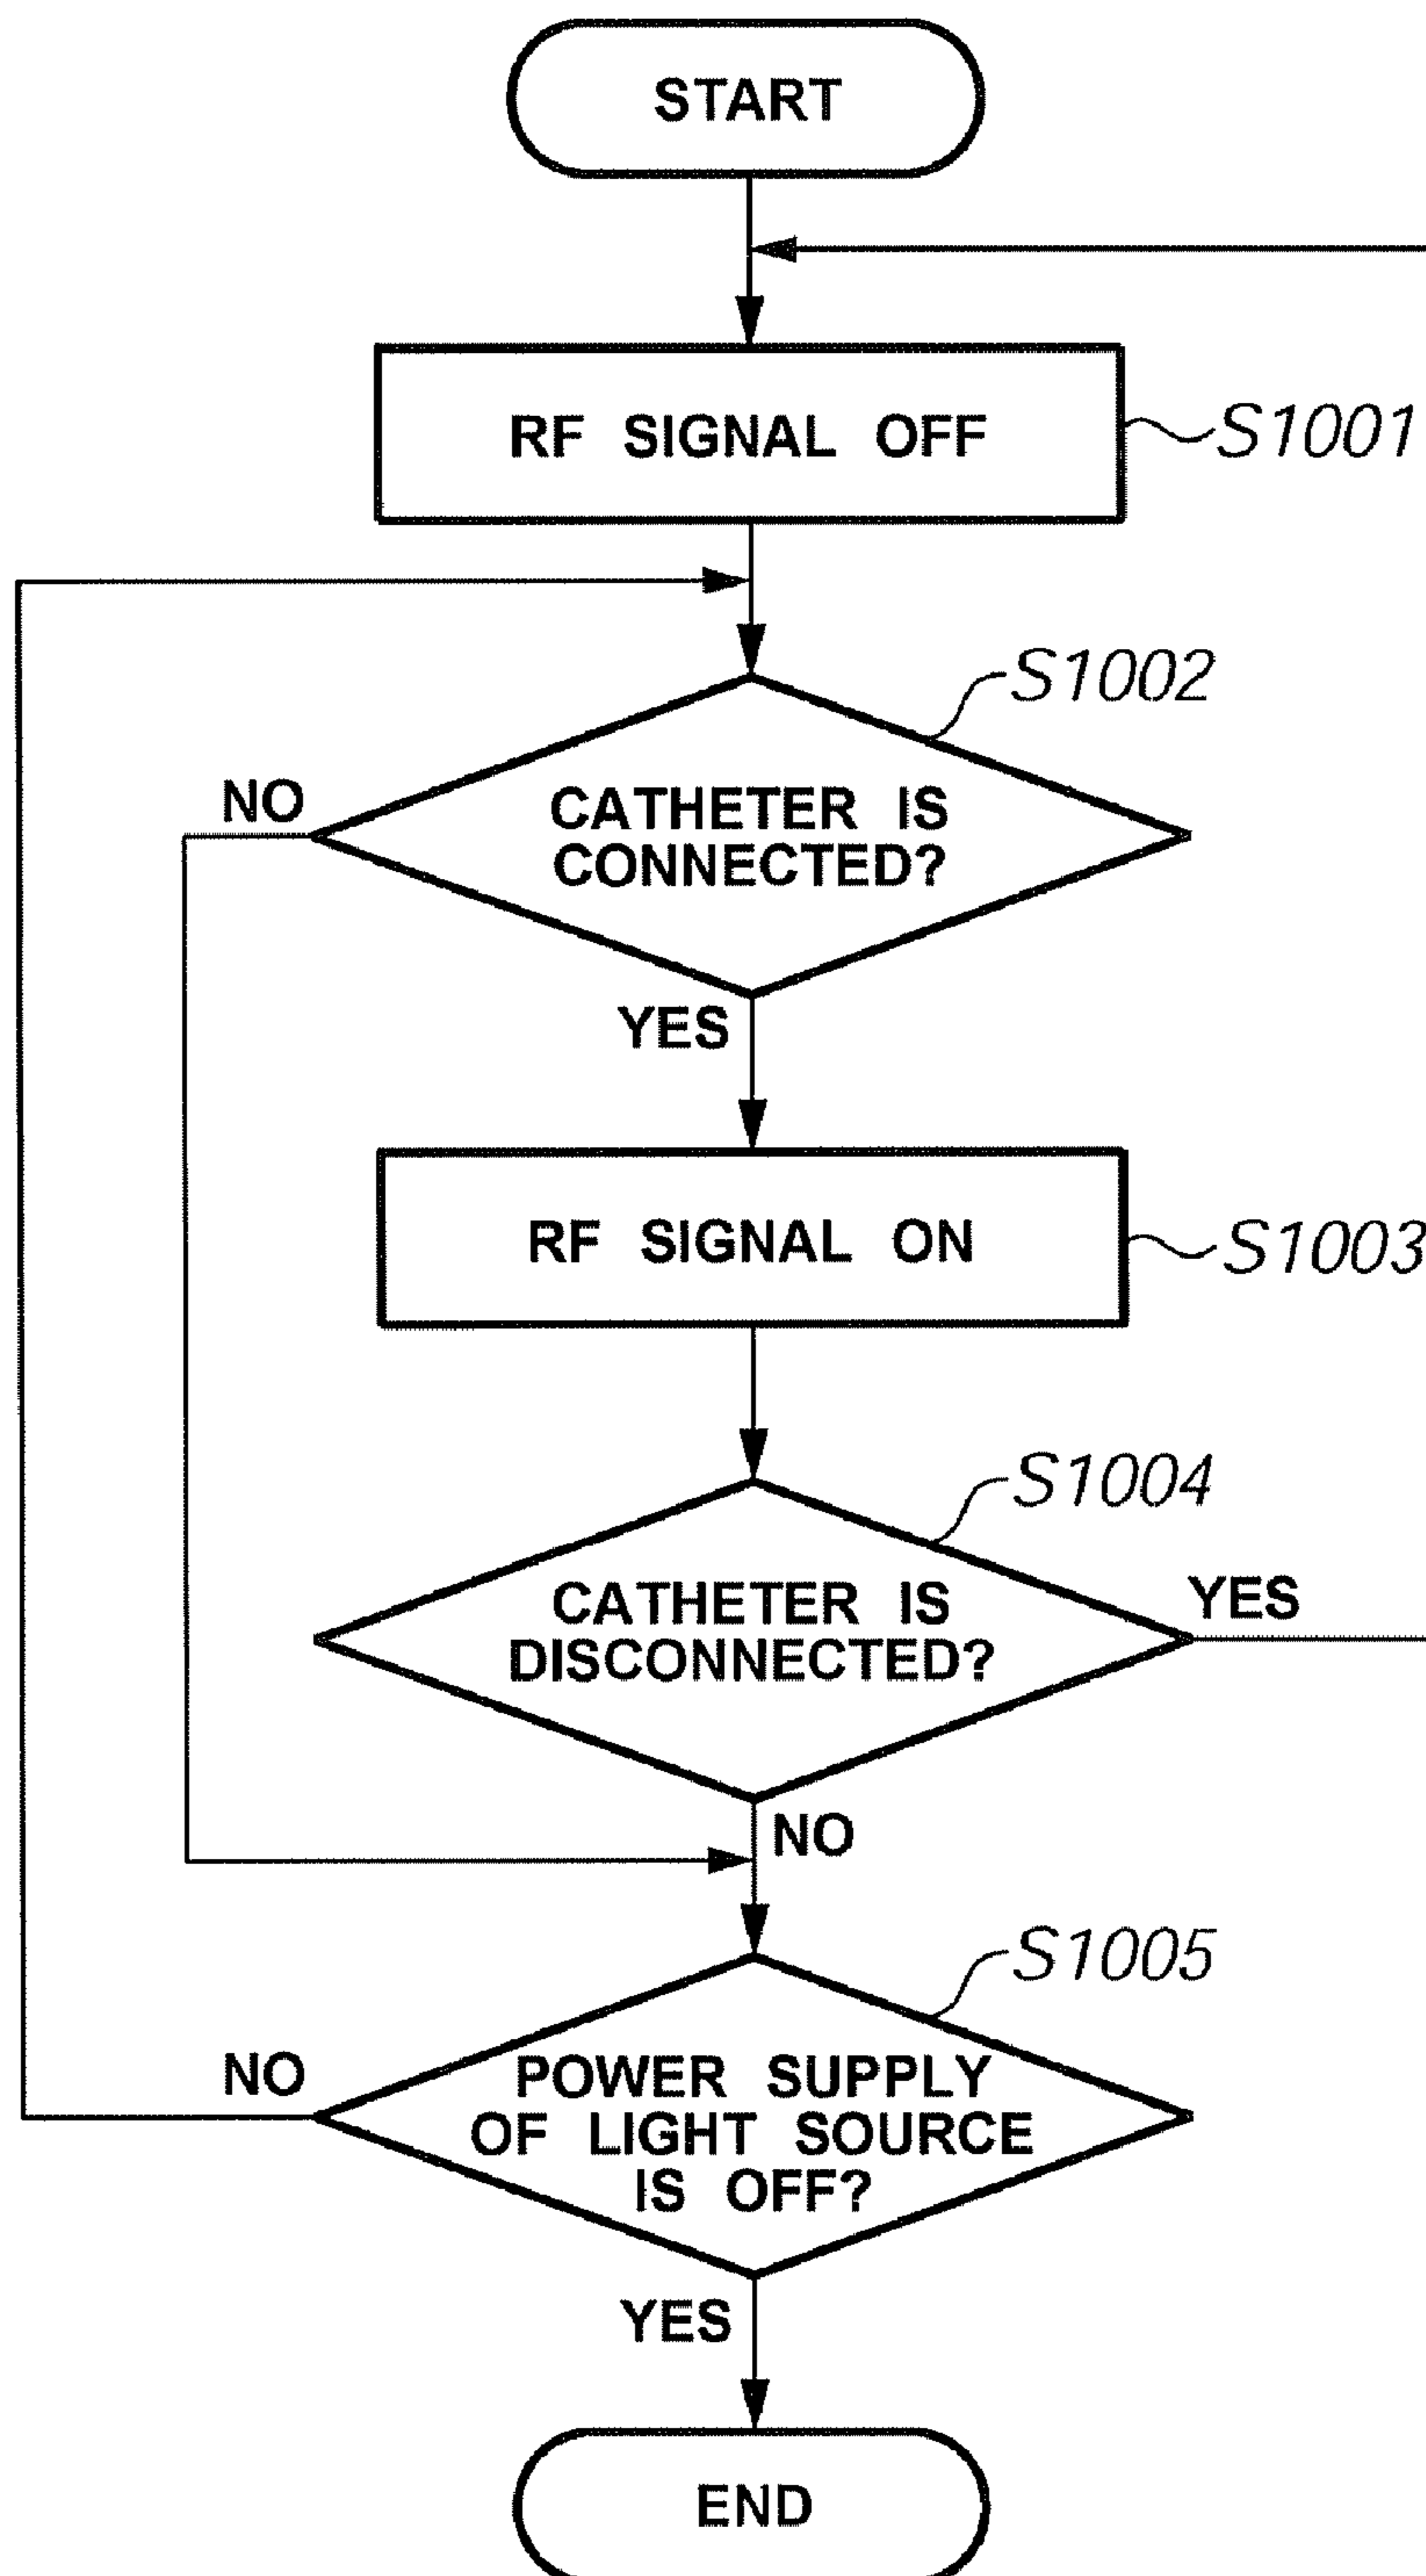 START
RF SIGNAL OFF
S1001
S1002
NO
CATHETER IS
CONNECTED?
YES
RF SIGNAL ON
S1003
S1004
CATHETER IS
DISCONNECTED?
YES
NO
S1005
NO
POWER SUPPLY
OF LIGHT SOURCE
IS OFF?
YES
END